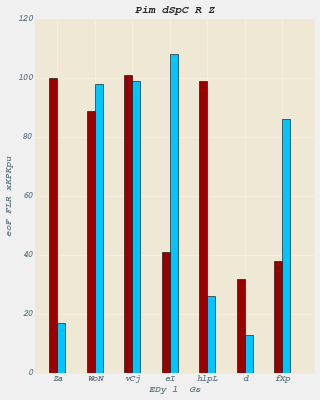 Pim dSpC R Z
120
100
80
60
40
20
0
eoF FLR xKPKpu
Za WoN vCj eI hlpL d fXp
EDy l Gs